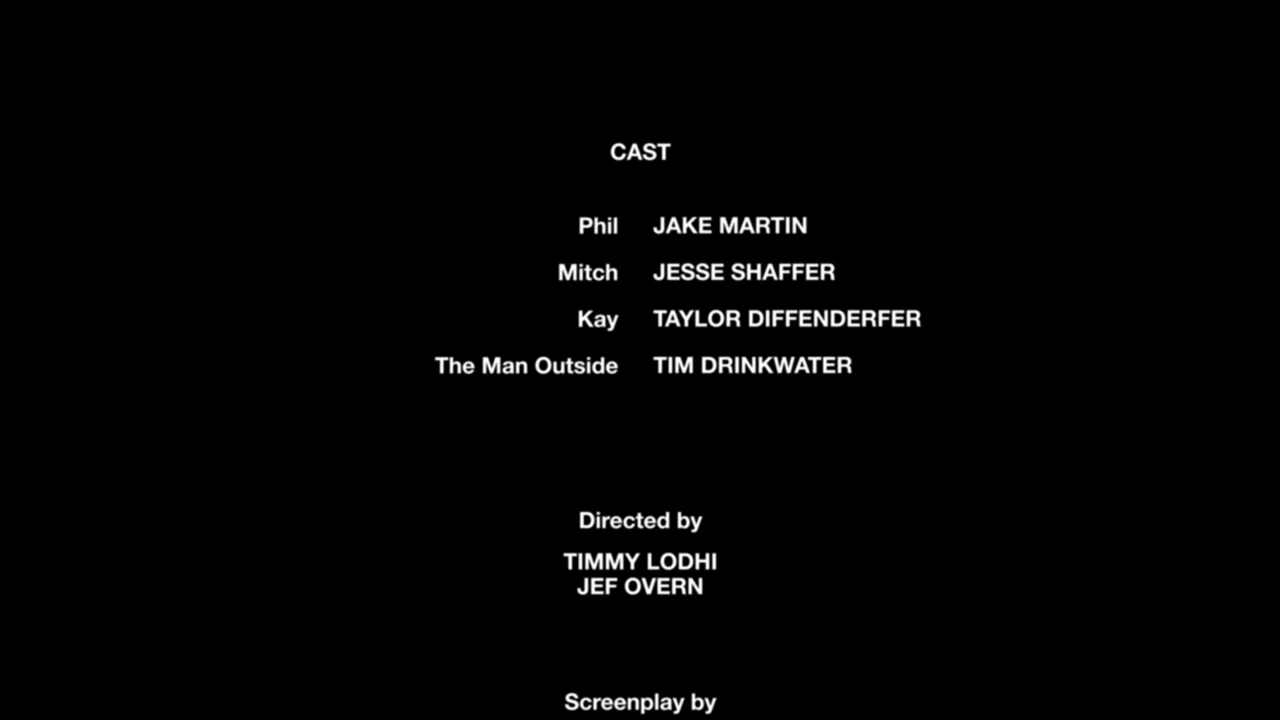 CAST
Phil JAKE MARTIN
Mitch JESSE SHAFFER
Kay TAYLOR DIFFENDERFER
The Man Outside TIM DRINKWATER
Directed by
TIMMY LODHI
JEF OVERN
Screenplay by